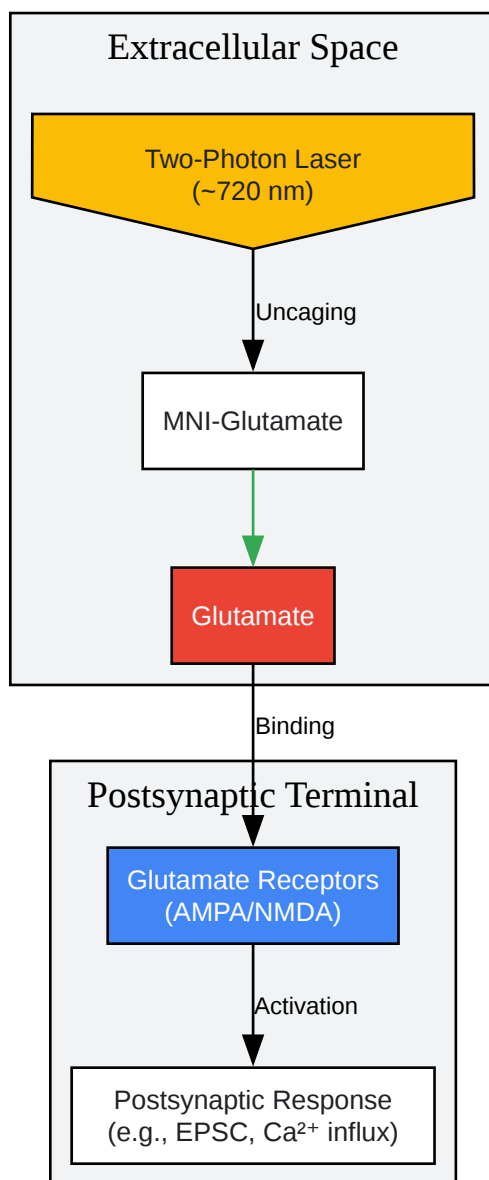 Extracellular Space
Two-Photon Laser
(~720 nm)
Uncaging
MNI-Glutamate
Glutamate
Binding
Postsynaptic Terminal
Glutamate Receptors
(AMPA/NMDA)
Activation
Postsynaptic Response
(e.g., EPSC, Ca²⁺ influx)